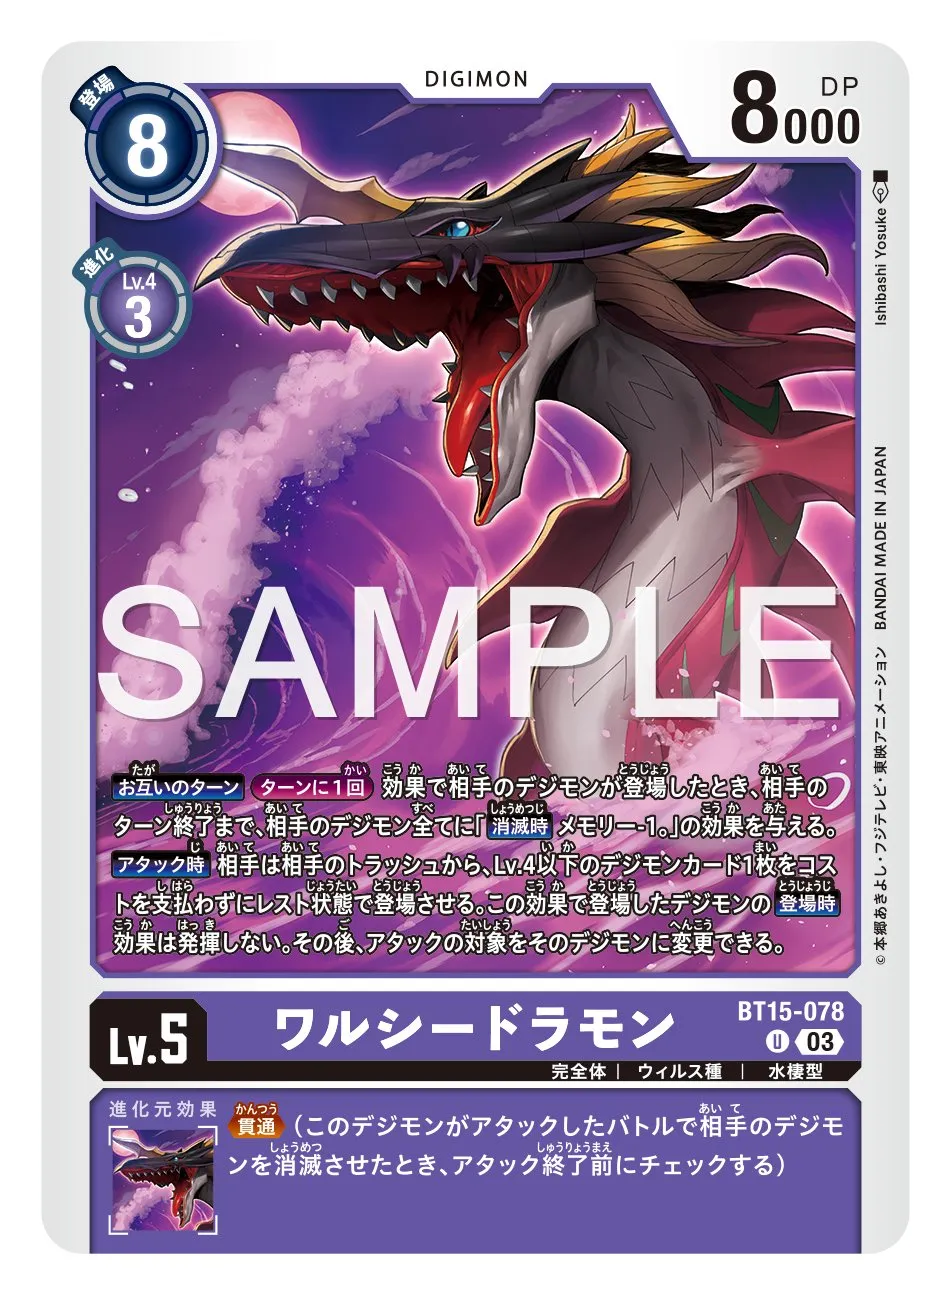 DIGIMON
登場
8
DP
8000
進化
Lv.4
3
Ishibashi Yosuke
©本郷あきよし・フジテレビ・東映アニメーション BANDAI MADE IN JAPAN
SAMPLE
お互いのターン ターンに1回 効果で相手のデジモンが登場したとき、相手の
ターン終了まで、相手のデジモン全てに「消滅時 メモリー-1。」の効果を与える。
アタック時 相手は相手のトラッシュから、Lv.4以下のデジモンカード1枚をコス
トを支払わずにレスト状態で登場させる。この効果で登場したデジモンの 登場時
効果は発揮しない。その後、アタックの対象をそのデジモンに変更できる。
Lv.5
ワルシードラモン
BT15-078
U 03
完全体 | ウィルス種 | 水棲型
進化元効果
貫通 (このデジモンがアタックしたバトルで相手のデジモ
ンを消滅させたとき、アタック終了前にチェックする)